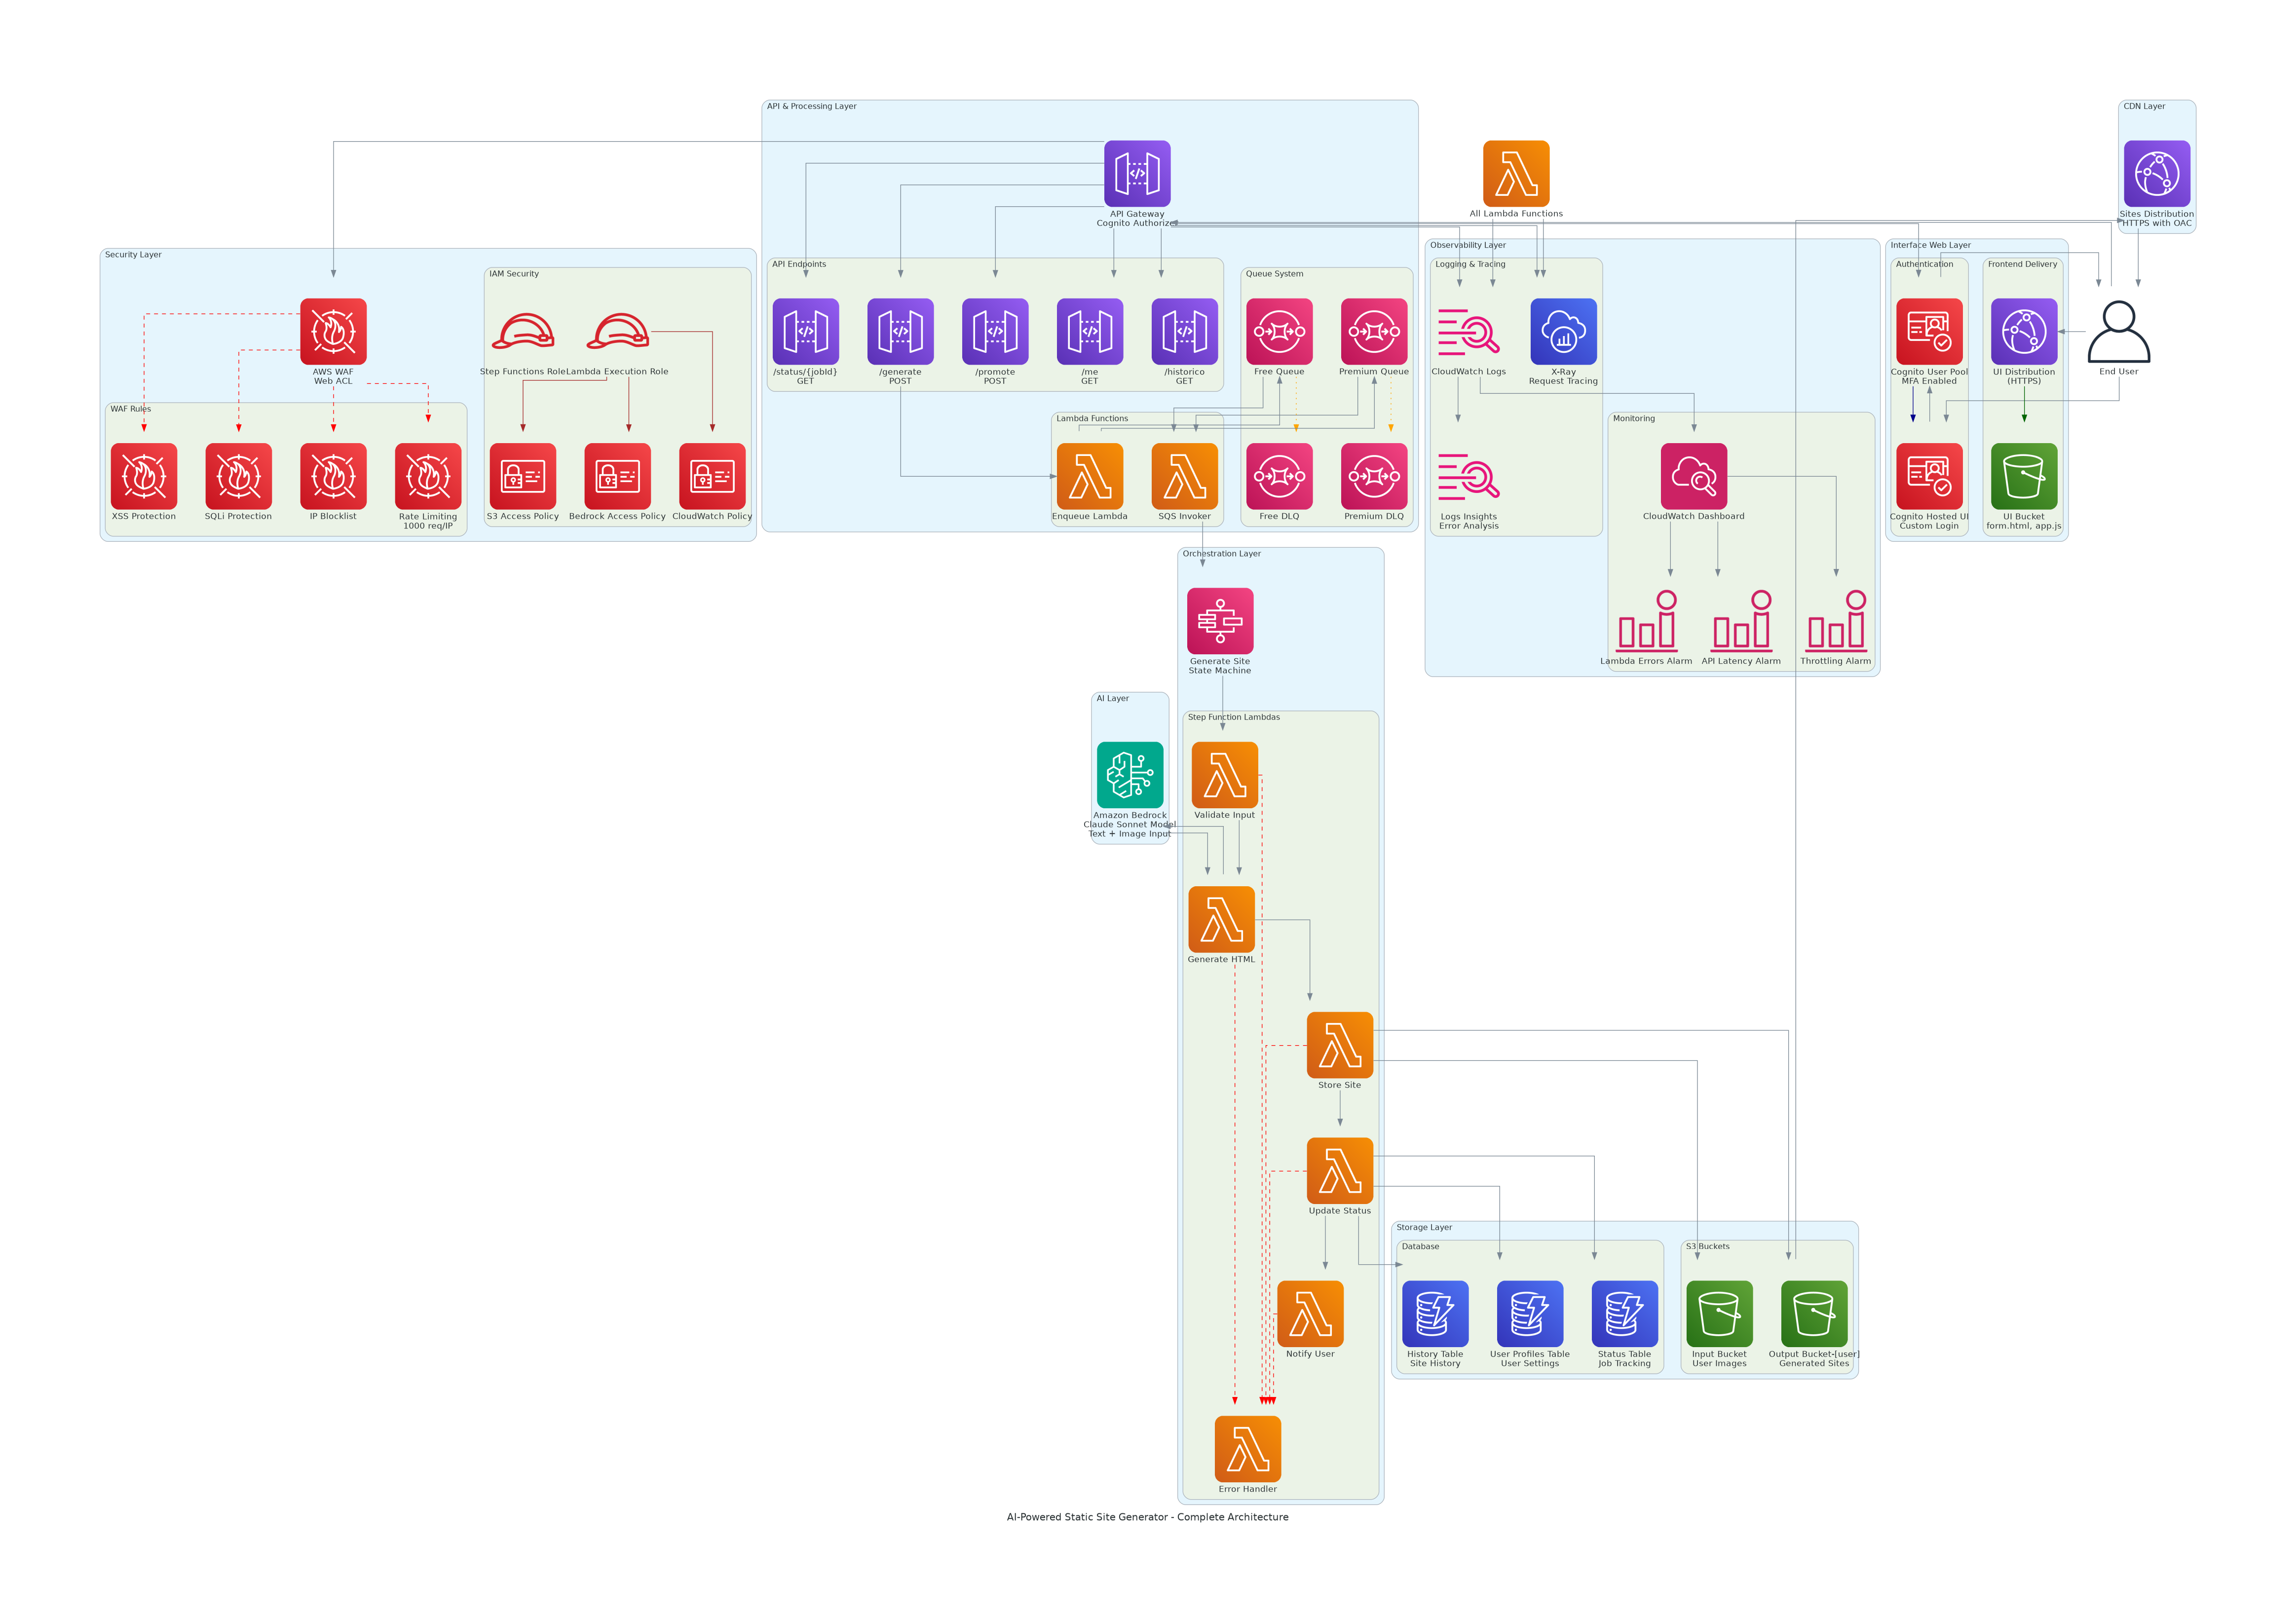 API & Processing Layer
CDN Layer
API Gateway
Cognito Authorizer
All Lambda Functions
Sites Distribution
HTTPS with OAC
Security Layer
IAM Security
API Endpoints
Queue System
Observability Layer
Logging & Tracing
Interface Web Layer
Authentication
Frontend Delivery
AWS WAF
Web ACL
Step Functions Role
Lambda Execution Role
/status/{jobId}
GET
/generate
POST
/promote
POST
/me
GET
/historico
GET
Free Queue
Premium Queue
CloudWatch Logs
X-Ray
Request Tracing
Cognito User Pool
MFA Enabled
UI Distribution
(HTTPS)
End User
WAF Rules
Lambda Functions
Monitoring
XSS Protection
SQLi Protection
IP Blocklist
Rate Limiting
1000 req/IP
S3 Access Policy
Bedrock Access Policy
CloudWatch Policy
Enqueue Lambda
SQS Invoker
Free DLQ
Premium DLQ
Logs Insights
Error Analysis
CloudWatch Dashboard
Cognito Hosted UI
Custom Login
UI Bucket
form.html, app.js
Orchestration Layer
Generate Site
State Machine
Lambda Errors Alarm
API Latency Alarm
Throttling Alarm
AI Layer
Step Function Lambdas
Amazon Bedrock
Claude Sonnet Model
Text + Image Input
Validate Input
Generate HTML
Store Site
Update Status
Storage Layer
Database
S3 Buckets
Notify User
History Table
Site History
User Profiles Table
User Settings
Status Table
Job Tracking
Input Bucket
User Images
Output Bucket-[user]
Generated Sites
Error Handler
AI-Powered Static Site Generator - Complete Architecture